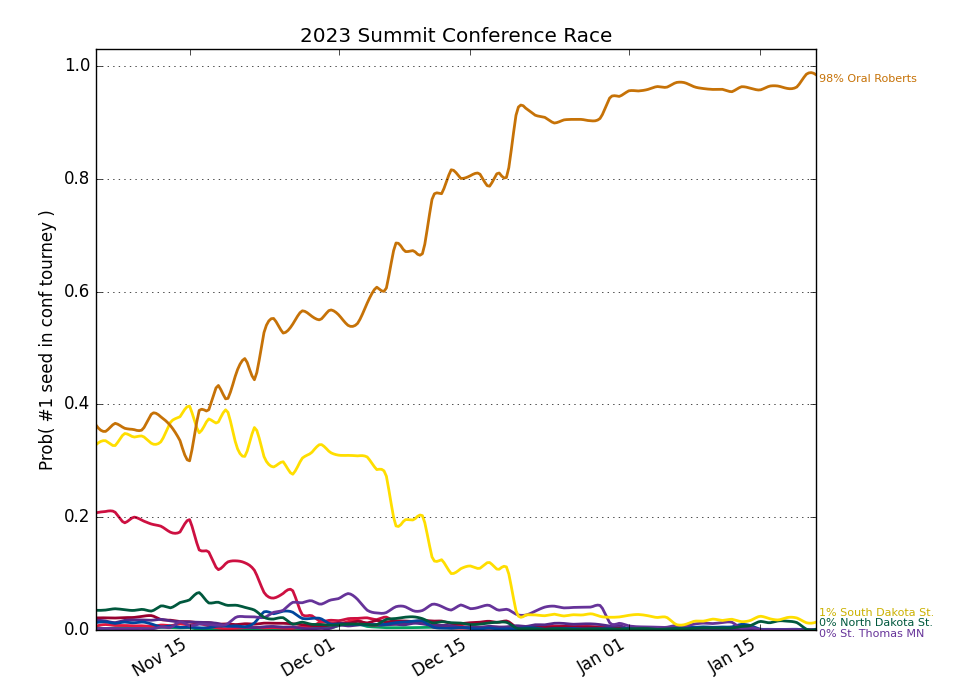 2023 Summit Conference Race
Prob( #1 seed in conf tourney )
1.0
0.8
0.6
0.4
0.2
0.0
Nov 15
Dec 01
Dec 15
Jan 01
Jan 15
98% Oral Roberts
1% South Dakota St.
0% North Dakota St.
0% St. Thomas MN